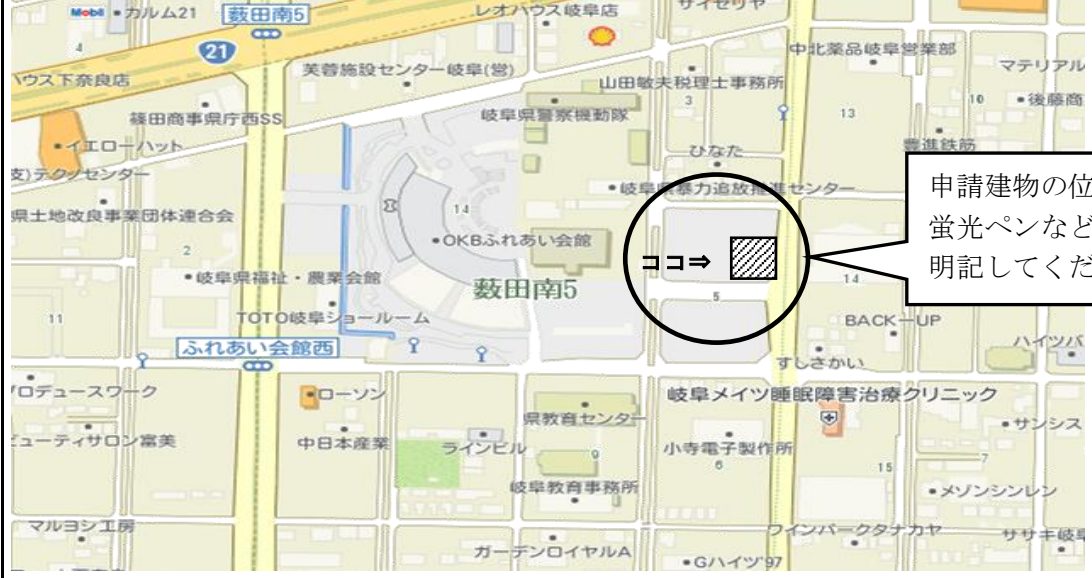 Mobil
カルム21
藪田南5
レオハウス岐阜店
サイゼリヤ
21
4
ハウス下奈良店
芙蓉施設センター岐阜(営)
中北薬品岐阜営業部
マテリアル
山田敏夫税理士事務所
3
10
後藤商
13
篠田商事県庁西SS
岐阜県警察機動隊
イエローハット
ひなた
豊進鉄筋
支)テクノセンター
岐阜県暴力追放推進センター
県土地改良事業団体連合会
14
2
OKBふれあい会館
ココ⇒
申請建物の位
蛍光ペンなど
明記してくだ
岐阜県福祉・農業会館
藪田南5
14
5
11
TOTO岐阜ショールーム
BACK-UP
ふれあい会館西
ハイツパ
すしさかい
プロデュースワーク
ローソン
岐阜メイツ睡眠障害治療クリニック
県教育センター
サンシス
ビューティサロン富美
中日本産業
ラインビル
小寺電子製作所
9
6
7
15
岐阜教育事務所
メゾンシンレン
マルヨシ工房
ワインパークタナカヤ
ササキ岐阜
ガーデンロイヤルA
Gハイツ'97